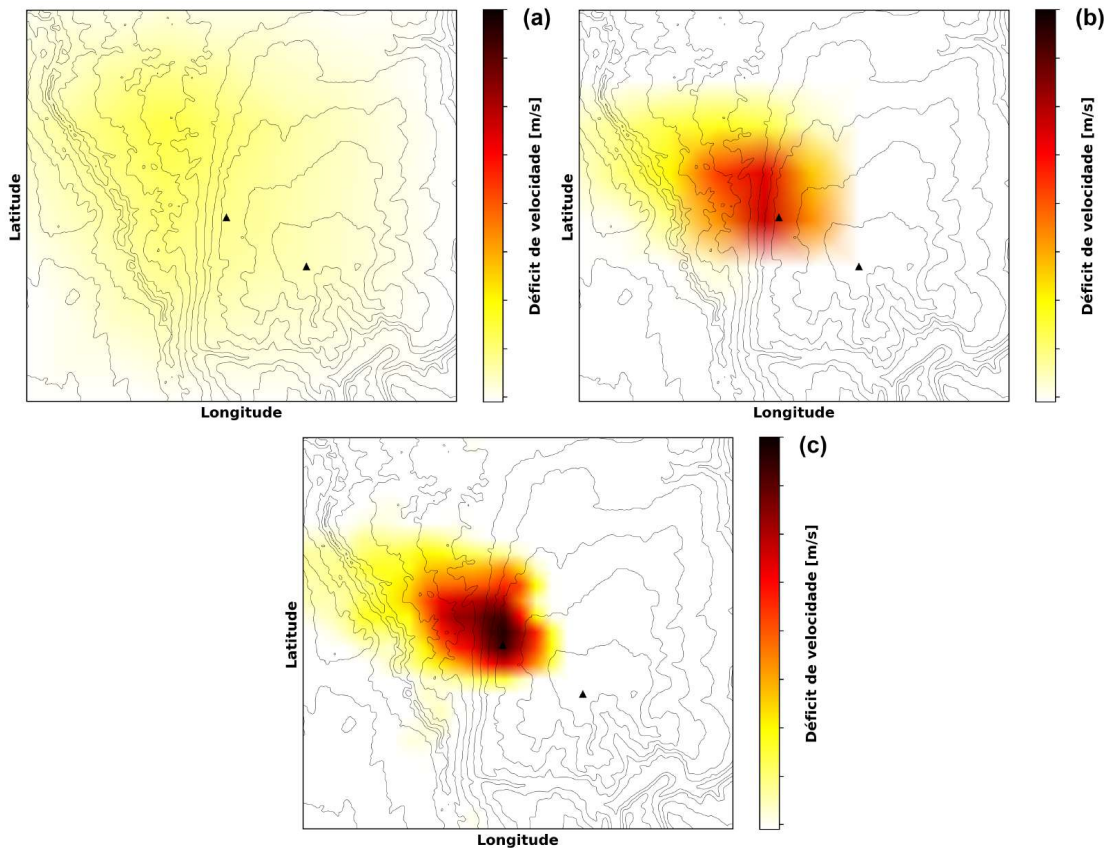 (a)
Latitude
Longitude
Déficit de velocidade [m/s]
(b)
Latitude
Longitude
Déficit de velocidade [m/s]
(c)
Latitude
Longitude
Déficit de velocidade [m/s]